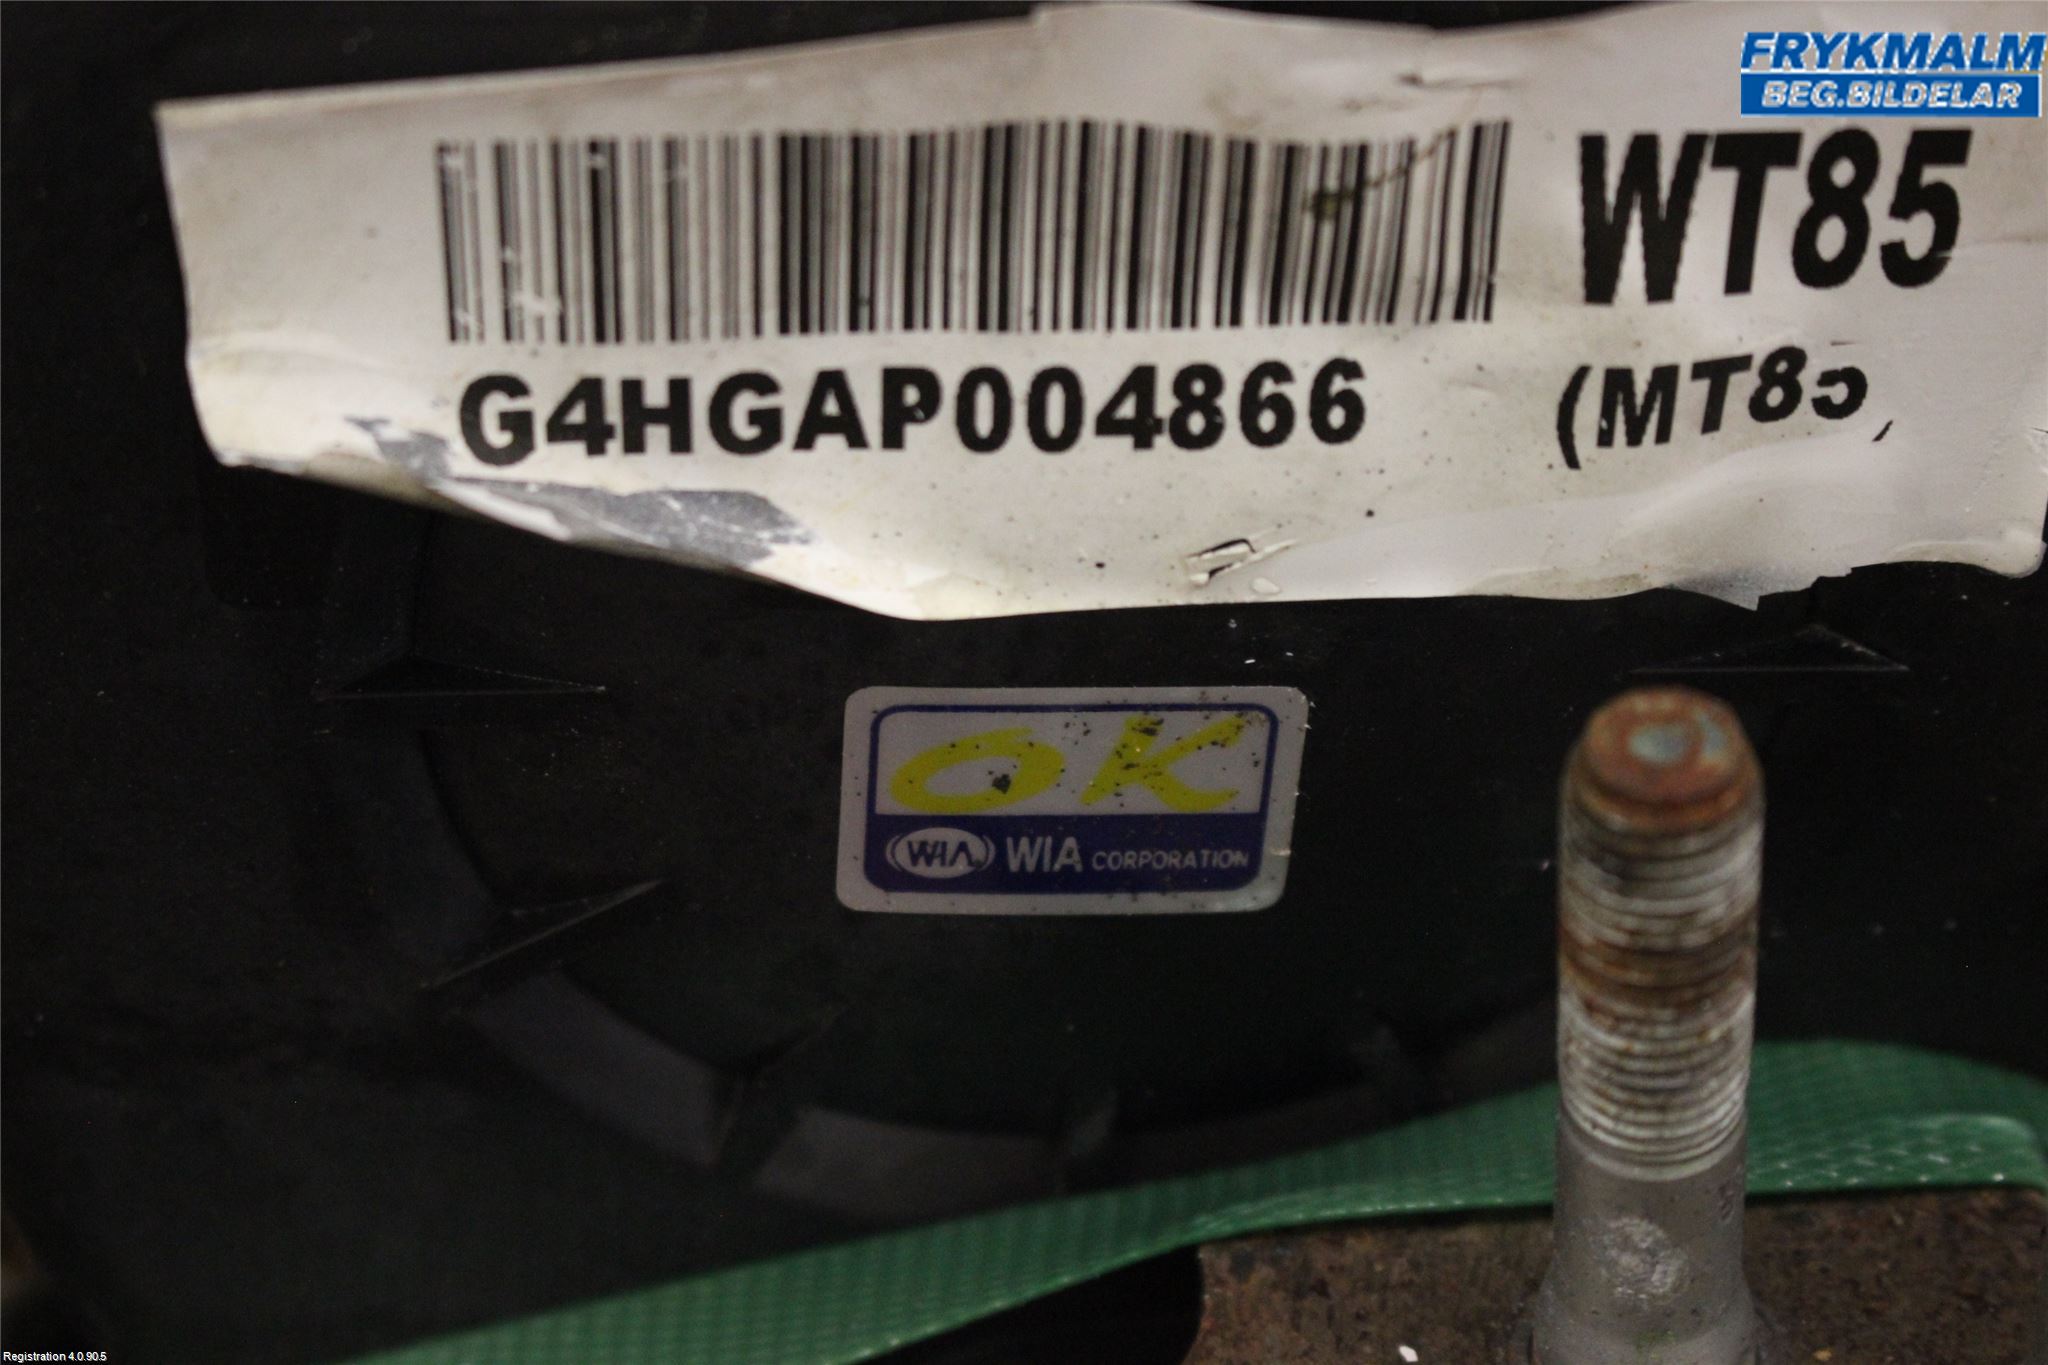 FRYKMALM
BEG.BILDELAR
WT85
G4HGAP004866 (MT85)
OK
WIA WIA CORPORATION
Registration 4.0.90.5